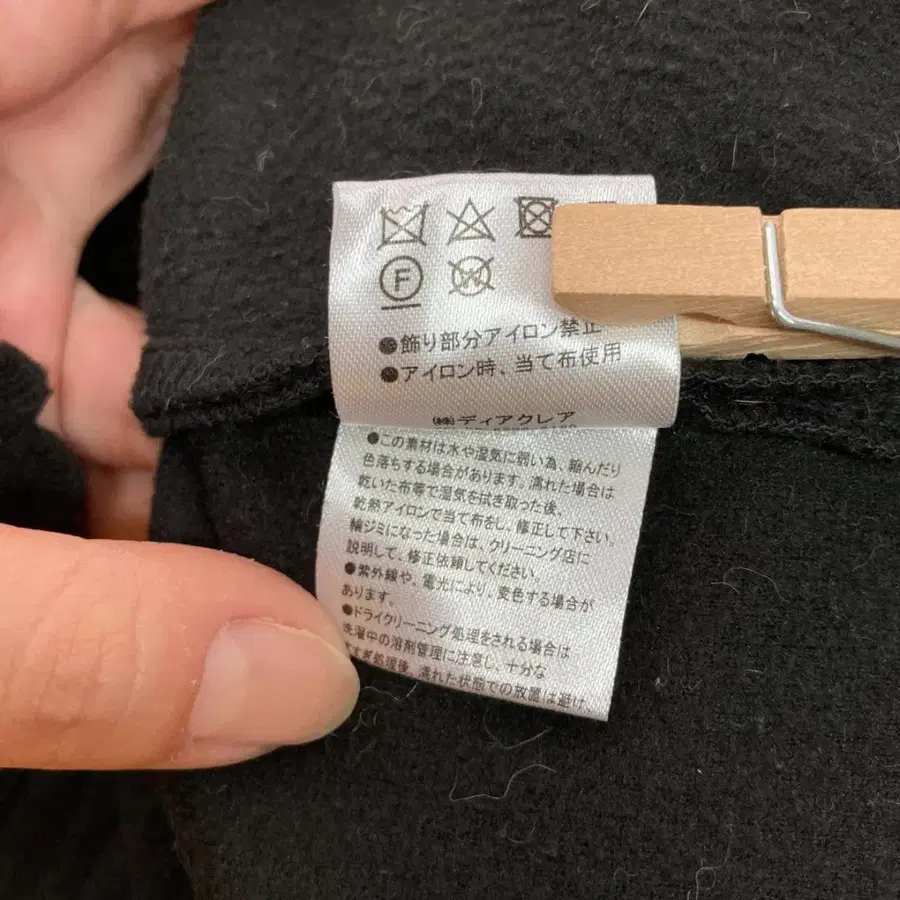 F
W
●飾り部分アイロン禁止
●アイロン時、当て布使用
㈱ディアクレア
●この素材は水や湿気に弱い為、縮んだり
色落ちする場合があります。濡れた場合は
乾いた布等で湿気を拭き取った後、
乾熱アイロンで当て布をし、修正して下さい。
輪ジミになった場合は、クリーニング店に
説明して、修正依頼してください。
●紫外線や、電光により、変色する場合が
あります。
●ドライクリーニング処理をされる場合は
洗濯中の溶剤管理に注意し、十分な
すすぎ処理後、濡れた状態での放置は避け